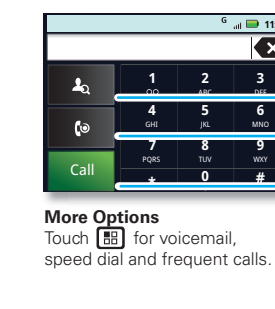 G 11
1 2 3
ABC DEF
4 5 6
GHI JKL MNO
7 8 9
PQRS TUV WXY
Call
* 0 #
More Options
Touch for voicemail,
speed dial and frequent calls.